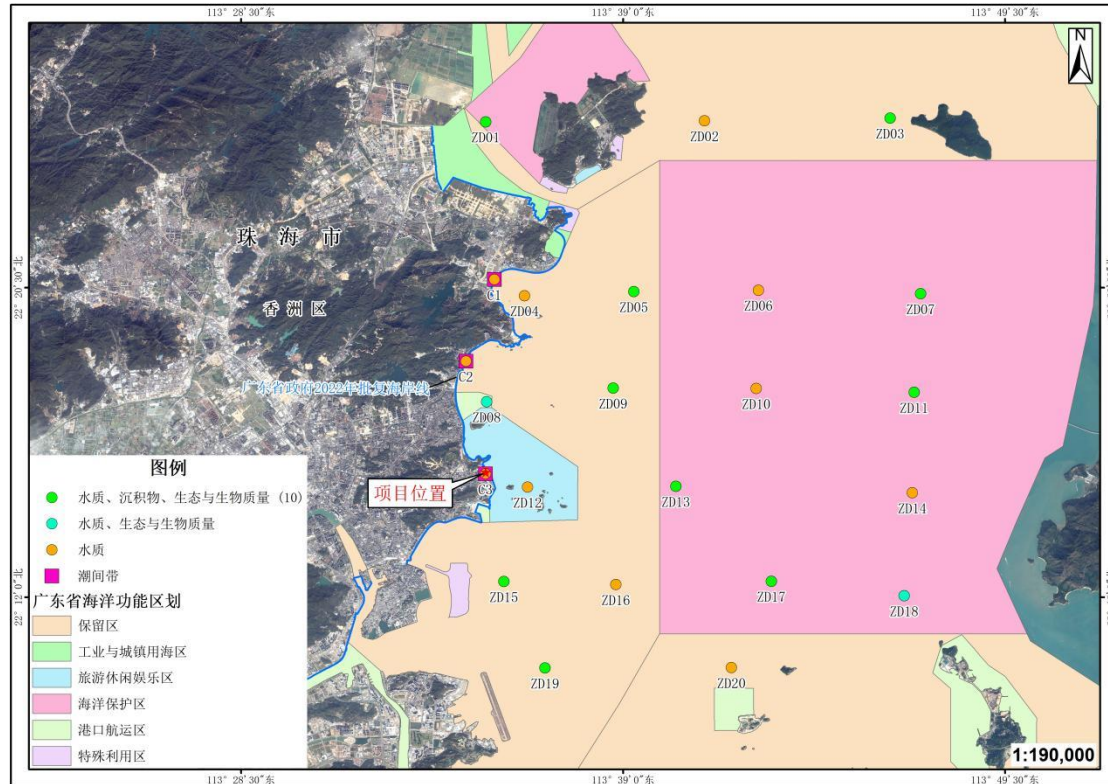 113° 28′ 30″东
113° 39′ 0″东
113° 49′ 30″东
N
ZD01
ZD02
ZD03
珠海市
22° 20′ 30″北
C1
ZD04
ZD05
ZD06
ZD07
香洲区
C2
广东省政府2022年批复海岸线
ZD08
ZD09
ZD10
ZD11
项目位置
C3
ZD12
ZD13
ZD14
图例
水质、沉积物、生态与生物质量 (10)
水质、生态与生物质量
水质
潮间带
22° 12′ 0″北
ZD15
ZD16
ZD17
ZD18
广东省海洋功能区划
保留区
工业与城镇用海区
旅游休闲娱乐区
海洋保护区
港口航运区
特殊利用区
ZD19
ZD20
1:190,000
113° 28′ 30″东
113° 39′ 0″东
113° 49′ 30″东